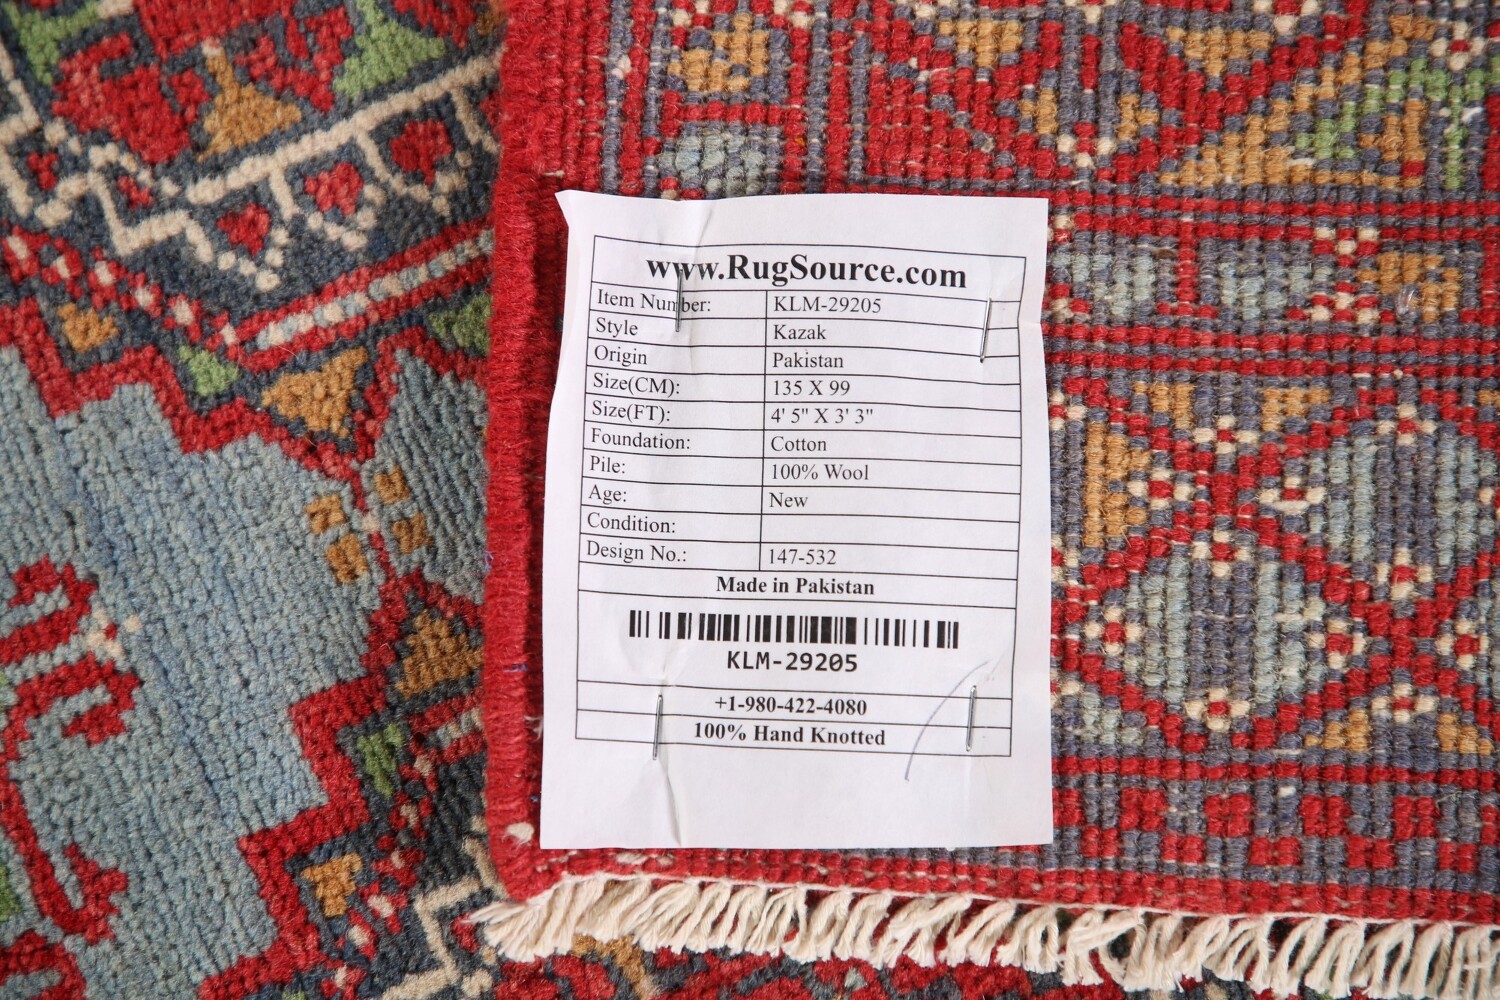 www.RugSource.com
Item Number: KLM-29205
Style Kazak
Origin Pakistan
Size(CM): 135 X 99
Size(FT): 4' 5" X 3' 3"
Foundation: Cotton
Pile: 100% Wool
Age: New
Condition:
Design No.: 147-532
Made in Pakistan
KLM-29205
+1-980-422-4080
100% Hand Knotted